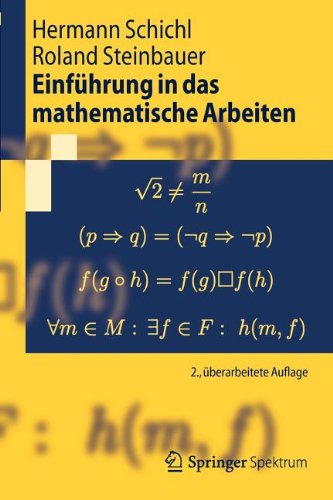 Hermann Schichl
Roland Steinbauer
Einführung in das
mathematische Arbeiten
q ⇒ ¬p)
√2 ≠ m/n
(p ⇒ q) = (¬q ⇒ ¬p)
f(g ∘ h) = f(g)□f(h)
∀m ∈ M : ∃f ∈ F : h(m, f)
2., überarbeitete Auflage
F : h(m, f)
Springer Spektrum